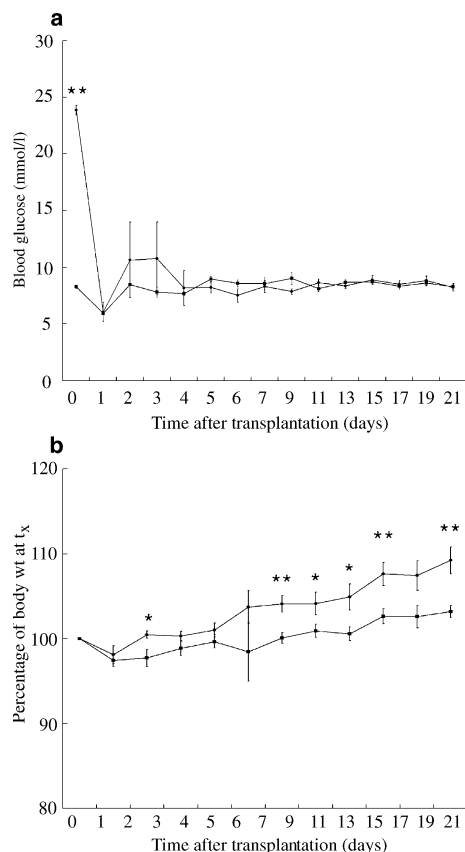 a
30
**
25
20
15
10
5
0
Blood glucose (mmol/l)
0 1 2 3 4 5 6 7 9 11 13 15 17 19 21
Time after transplantation (days)
b
120
110
100
90
80
Percentage of body wt at tx
*
**
*
*
**
**
0 1 2 3 4 5 6 7 9 11 13 15 17 19 21
Time after transplantation (days)